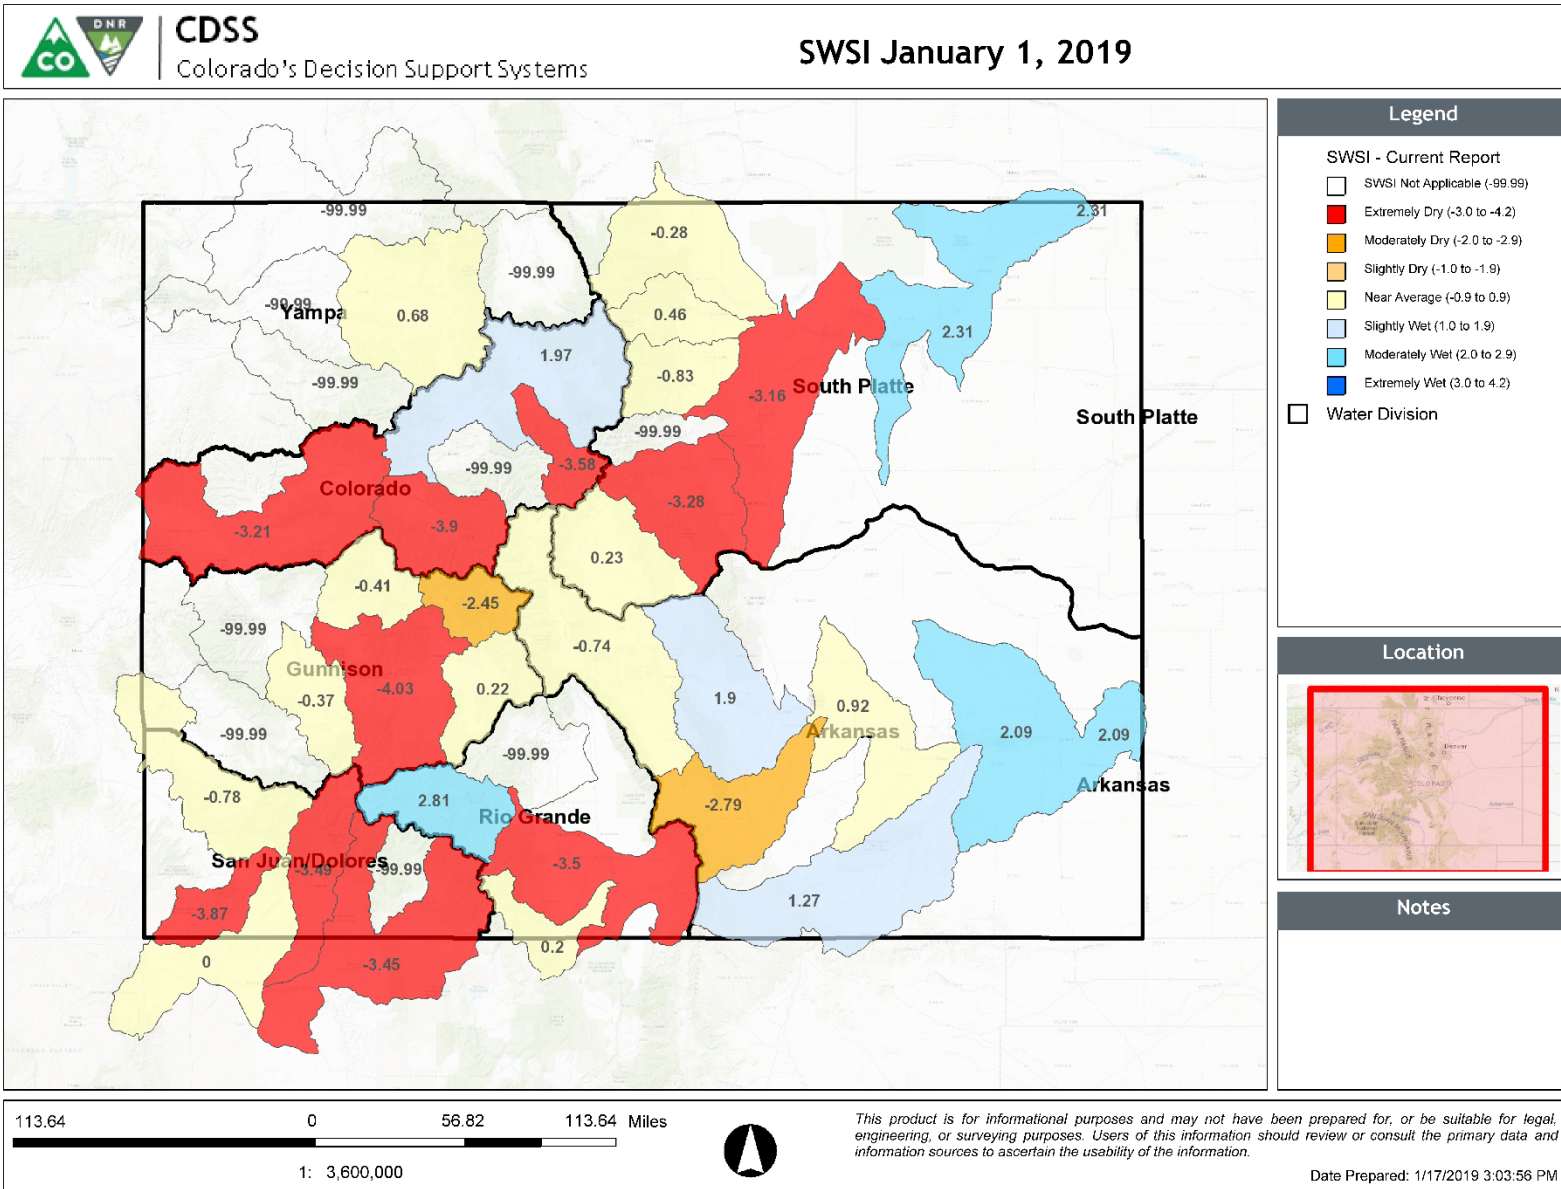 DNR
CO
CDSS
Colorado's Decision Support Systems
SWSI January 1, 2019
-99.99
-99.99
-99.99
Yampa
0.68
-99.99
-0.28
0.46
-0.83
1.97
-99.99
-99.99
-3.58
2.31
2.31
South Platte
-3.16
South Platte
Colorado
-3.21
-3.9
-3.28
0.23
-0.41
-2.45
-99.99
-0.74
Gunnison
-0.37
-4.03
0.22
1.9
0.92
Arkansas
2.09
2.09
Arkansas
-99.99
-99.99
-0.78
2.81
Rio Grande
-2.79
San Juan/Dolores
-3.49
-99.99
-3.5
-3.87
1.27
0.2
0
-3.45
Legend
SWSI - Current Report
SWSI Not Applicable (-99.99)
Extremely Dry (-3.0 to -4.2)
Moderately Dry (-2.0 to -2.9)
Slightly Dry (-1.0 to -1.9)
Near Average (-0.9 to 0.9)
Slightly Wet (1.0 to 1.9)
Moderately Wet (2.0 to 2.9)
Extremely Wet (3.0 to 4.2)
Water Division
Location
Cheyenne
Denver
COLORADO
Notes
113.64 0 56.82 113.64 Miles
1: 3,600,000
This product is for informational purposes and may not have been prepared for, or be suitable for legal,
engineering, or surveying purposes. Users of this information should review or consult the primary data and
information sources to ascertain the usability of the information.
Date Prepared: 1/17/2019 3:03:56 PM